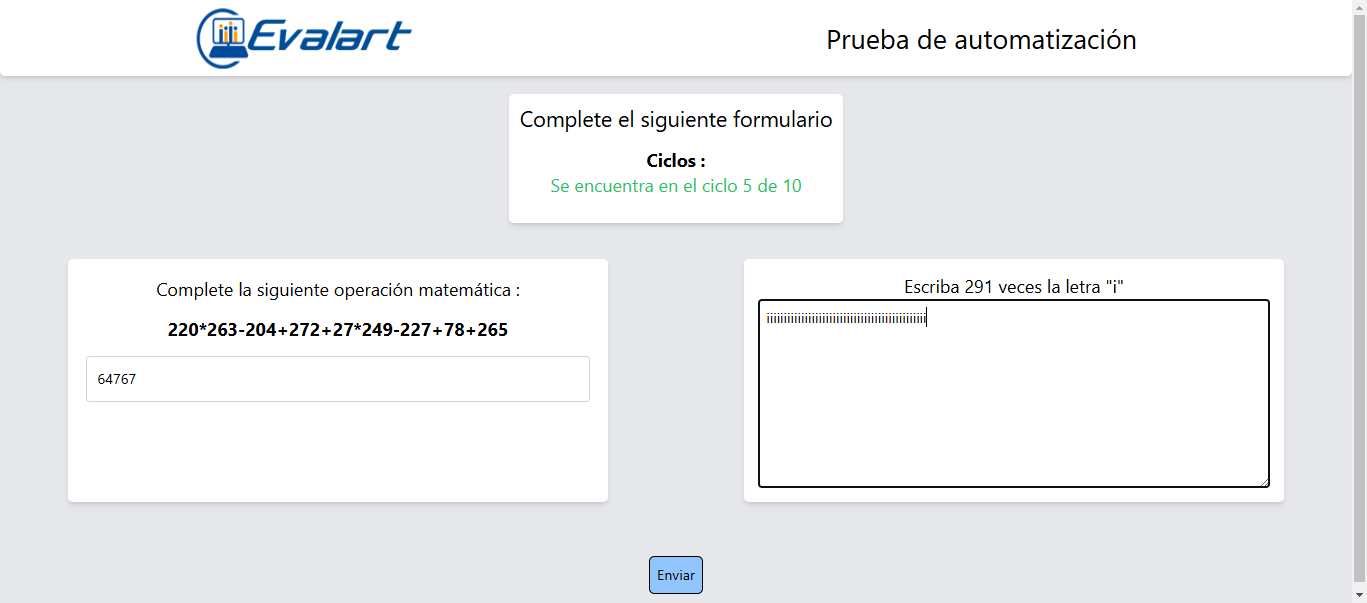 Evalart
Prueba de automatización
Complete el siguiente formulario
Ciclos :
Se encuentra en el ciclo 5 de 10
Complete la siguiente operación matemática :
220*263-204+272+27*249-227+78+265
64767
Escriba 291 veces la letra "i"
iiiiiiiiiiiiiiiiiiiiiiiiiiiiiiiiiiiiiiiiiiiiii
Enviar